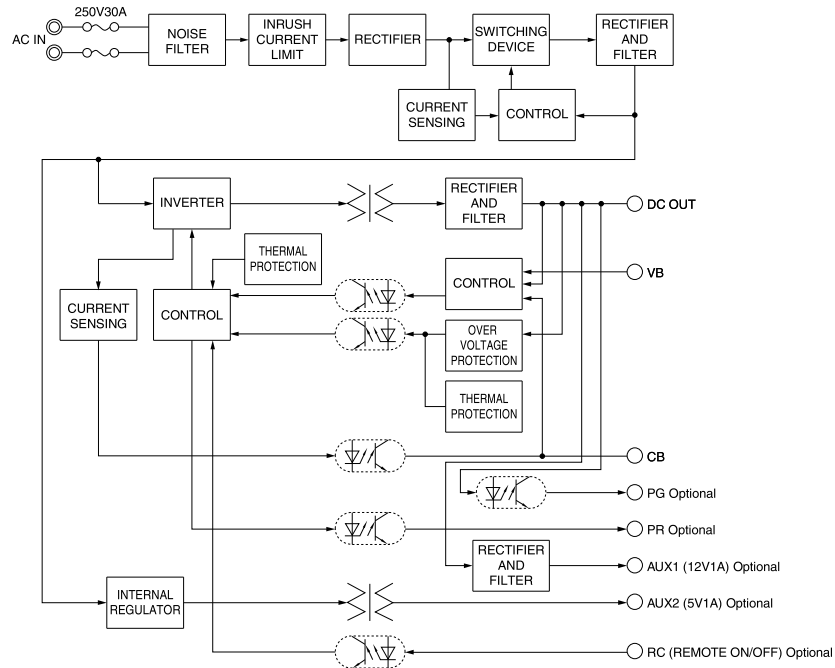 250V30A
AC IN
NOISE
FILTER
INRUSH
CURRENT
LIMIT
RECTIFIER
SWITCHING
DEVICE
RECTIFIER
AND
FILTER
CURRENT
SENSING
CONTROL
INVERTER
RECTIFIER
AND
FILTER
DC OUT
THERMAL
PROTECTION
CONTROL
VB
CURRENT
SENSING
CONTROL
OVER
VOLTAGE
PROTECTION
THERMAL
PROTECTION
CB
PG Optional
PR Optional
RECTIFIER
AND
FILTER
AUX1 (12V1A) Optional
INTERNAL
REGULATOR
AUX2 (5V1A) Optional
RC (REMOTE ON/OFF) Optional